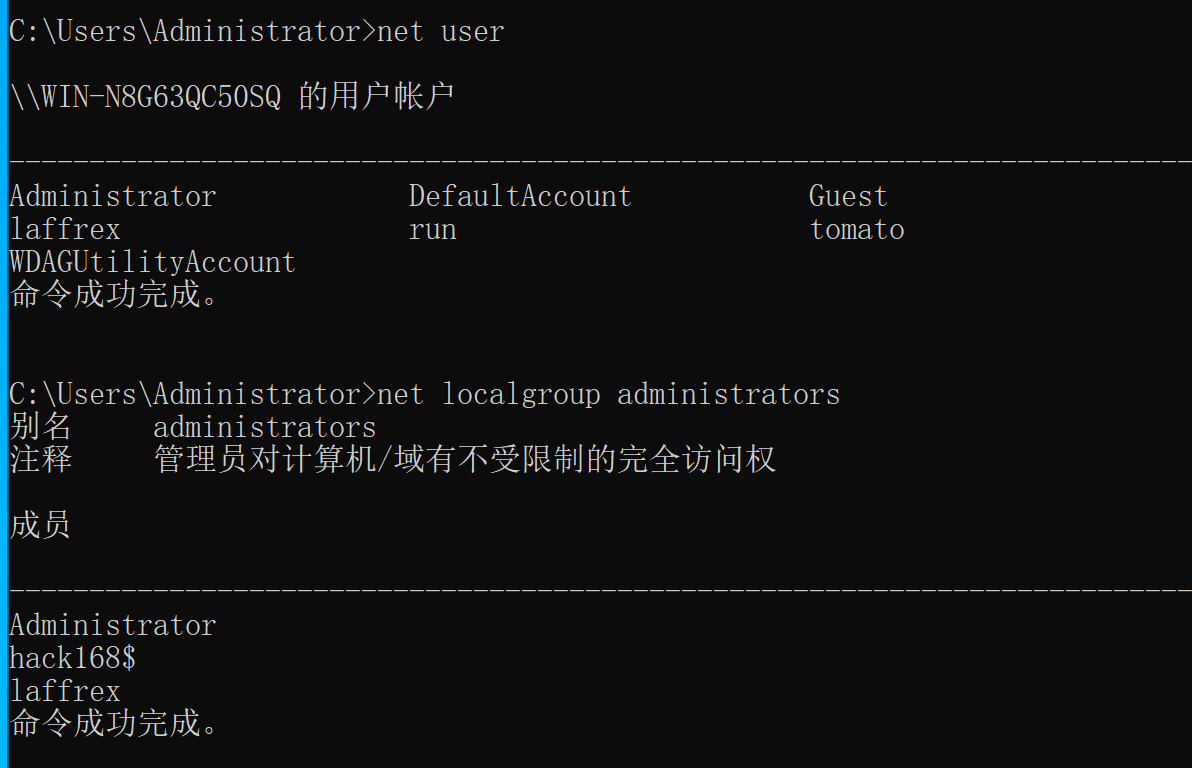 C:\Users\Administrator>net user
\\WIN-N8G63QC5OSQ 的用户帐户
-------------------------------------------------------------------------------
Administrator            DefaultAccount           Guest
laffrex                  run                      tomato
WDAGUtilityAccount
命令成功完成。
C:\Users\Administrator>net localgroup administrators
别名     administrators
注释     管理员对计算机/域有不受限制的完全访问权
成员
-------------------------------------------------------------------------------
Administrator
hack168$
laffrex
命令成功完成。